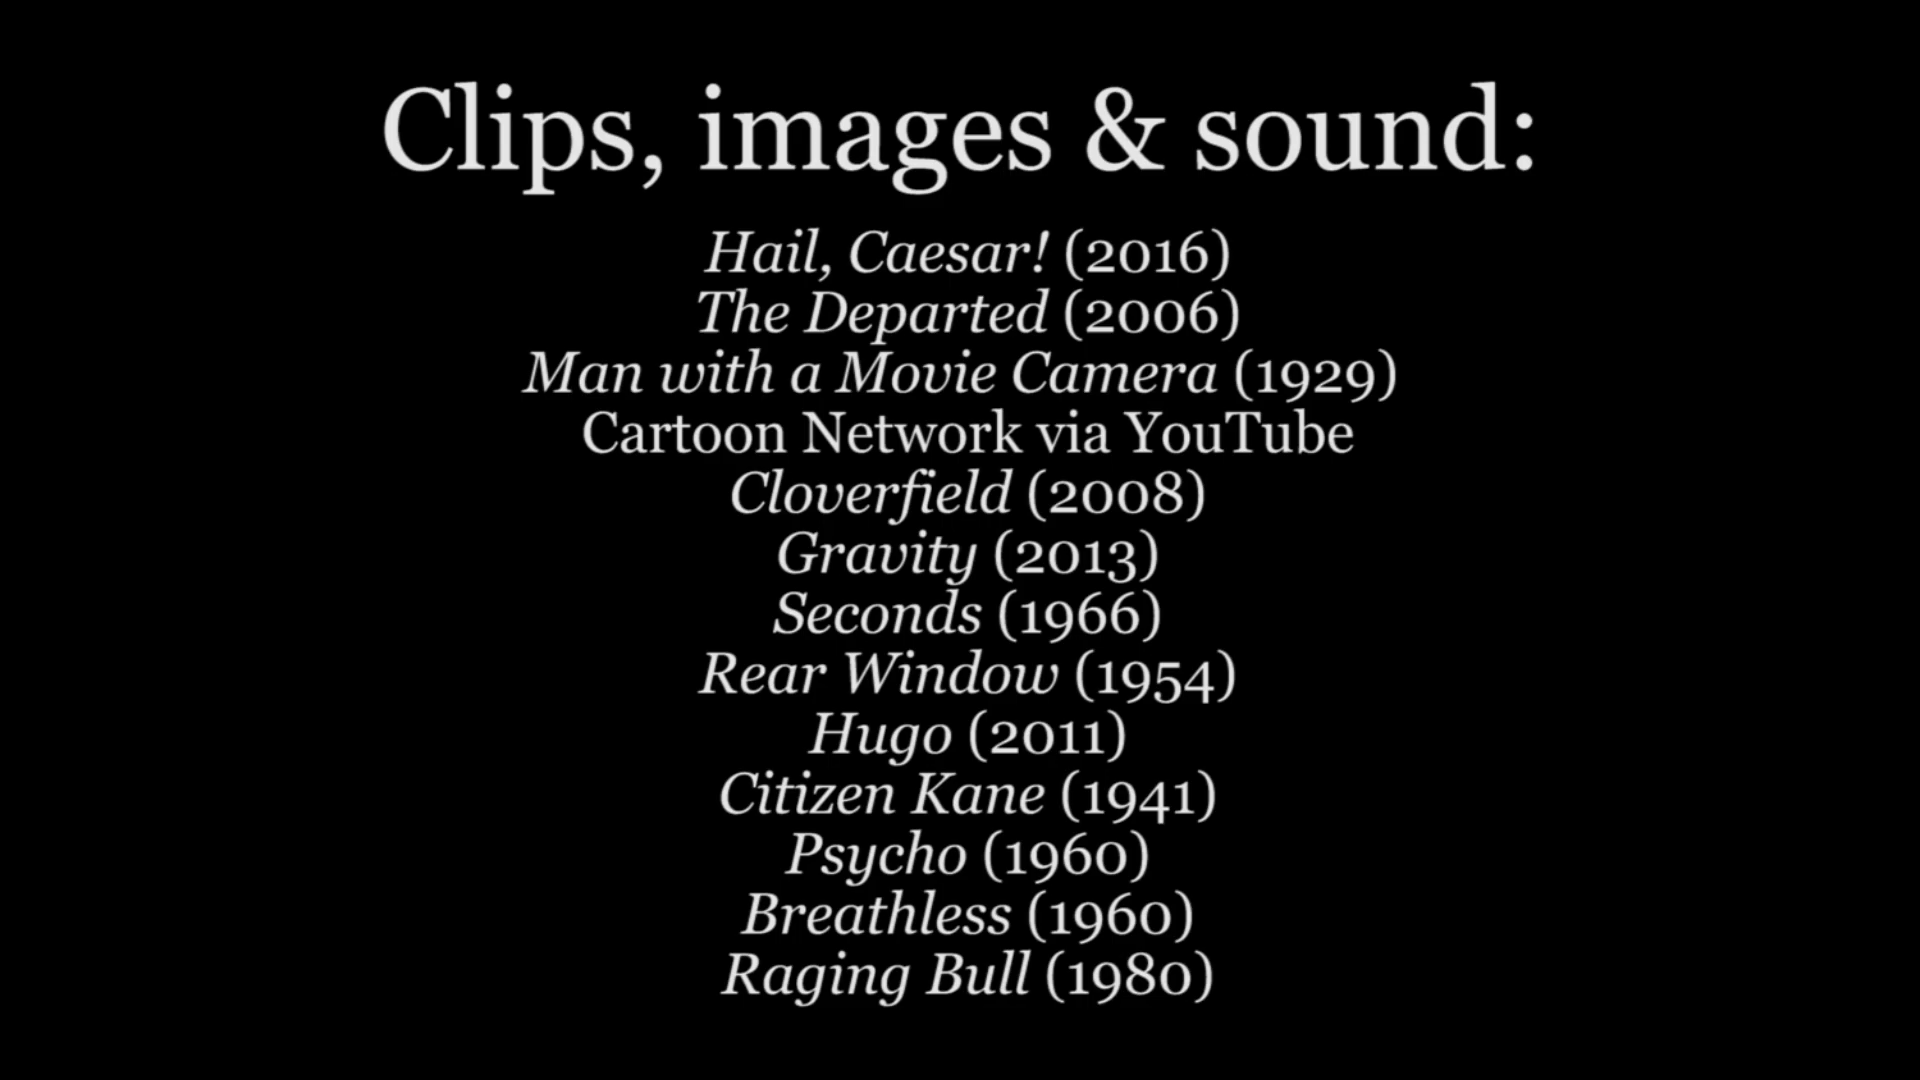 Clips, images & sound:
Hail, Caesar! (2016)
The Departed (2006)
Man with a Movie Camera (1929)
Cartoon Network via YouTube
Cloverfield (2008)
Gravity (2013)
Seconds (1966)
Rear Window (1954)
Hugo (2011)
Citizen Kane (1941)
Psycho (1960)
Breathless (1960)
Raging Bull (1980)